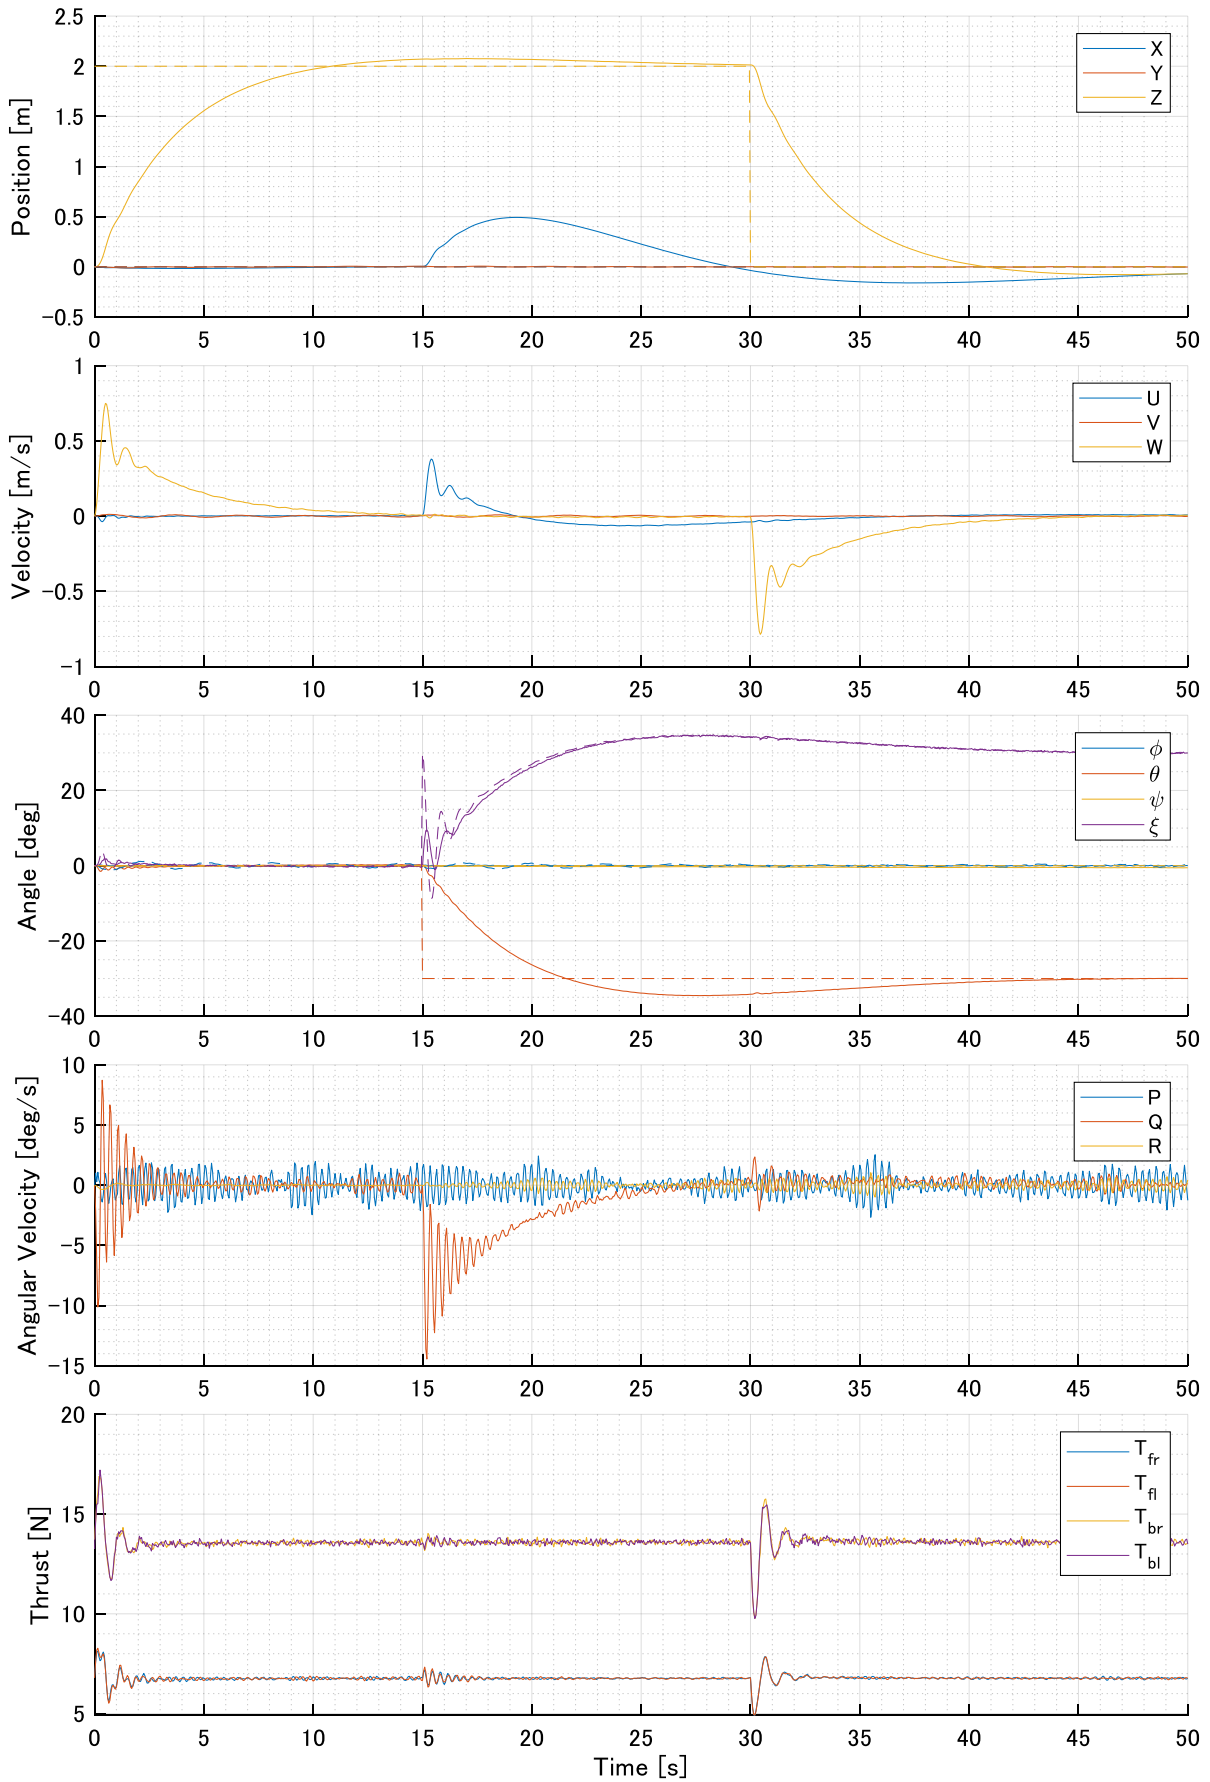 2.5
2
1.5
1
0.5
0
−0.5
Position [m]
X
Y
Z
0 5 10 15 20 25 30 35 40 45 50
1
0.5
0
−0.5
−1
Velocity [m/s]
U
V
W
0 5 10 15 20 25 30 35 40 45 50
40
20
0
−20
−40
Angle [deg]
ϕ
θ
ψ
ξ
0 5 10 15 20 25 30 35 40 45 50
10
5
0
−5
−10
−15
Angular Velocity [deg/s]
P
Q
R
0 5 10 15 20 25 30 35 40 45 50
20
15
10
5
Thrust [N]
T_fr
T_fl
T_br
T_bl
0 5 10 15 20 25 30 35 40 45 50
Time [s]